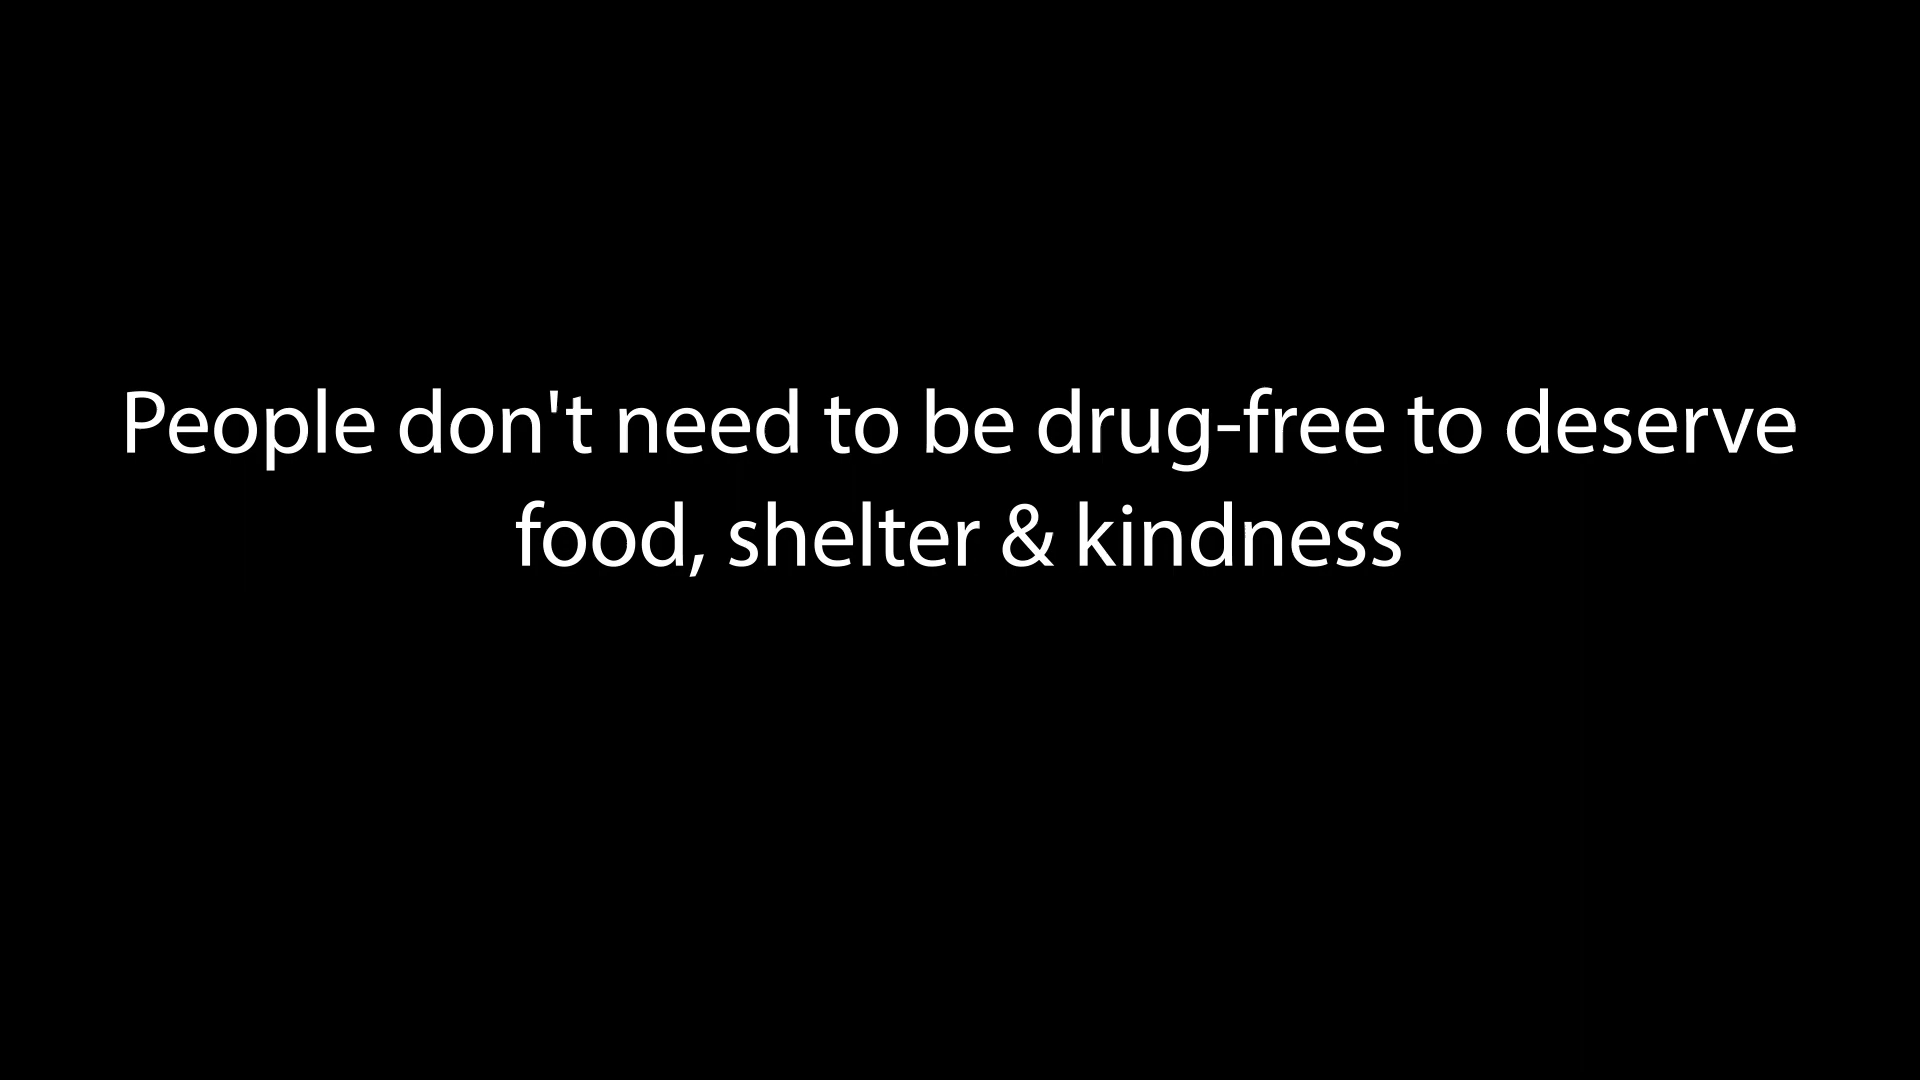 People don't need to be drug-free to deserve
food, shelter & kindness